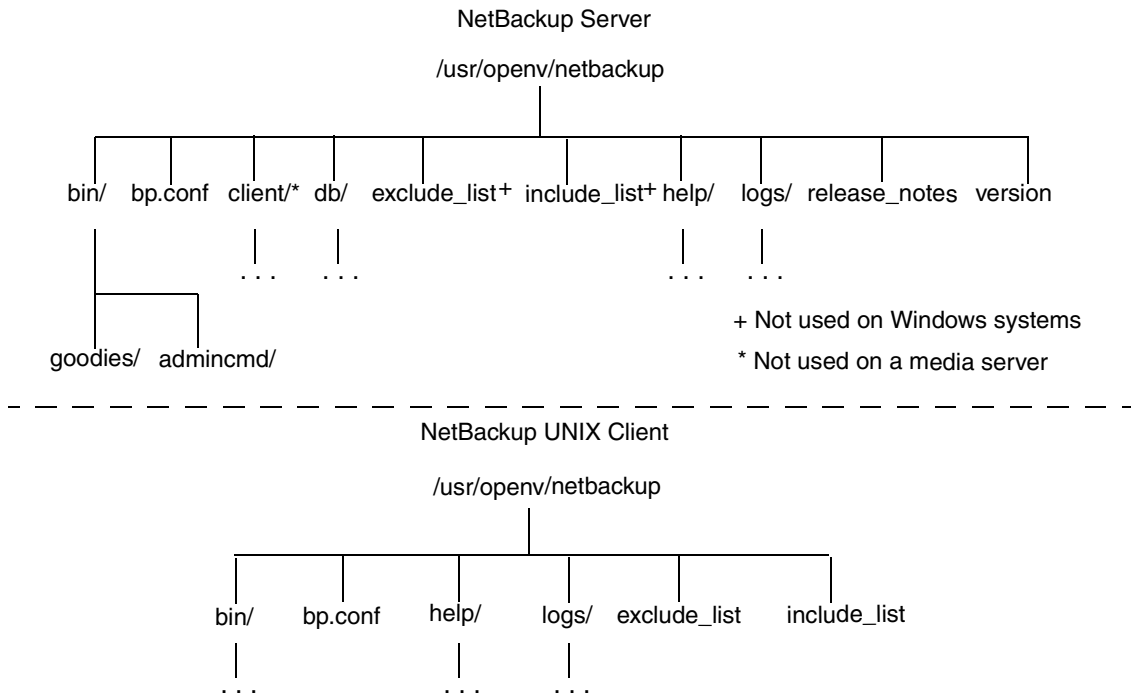 NetBackup Server
/usr/openv/netbackup
bin/ bp.conf client/* db/ exclude_list+ include_list+ help/ logs/ release_notes version
. . . . . . . . . . . .
+ Not used on Windows systems
goodies/ admincmd/
* Not used on a media server
NetBackup UNIX Client
/usr/openv/netbackup
bin/ bp.conf help/ logs/ exclude_list include_list
. . . . . . . . .